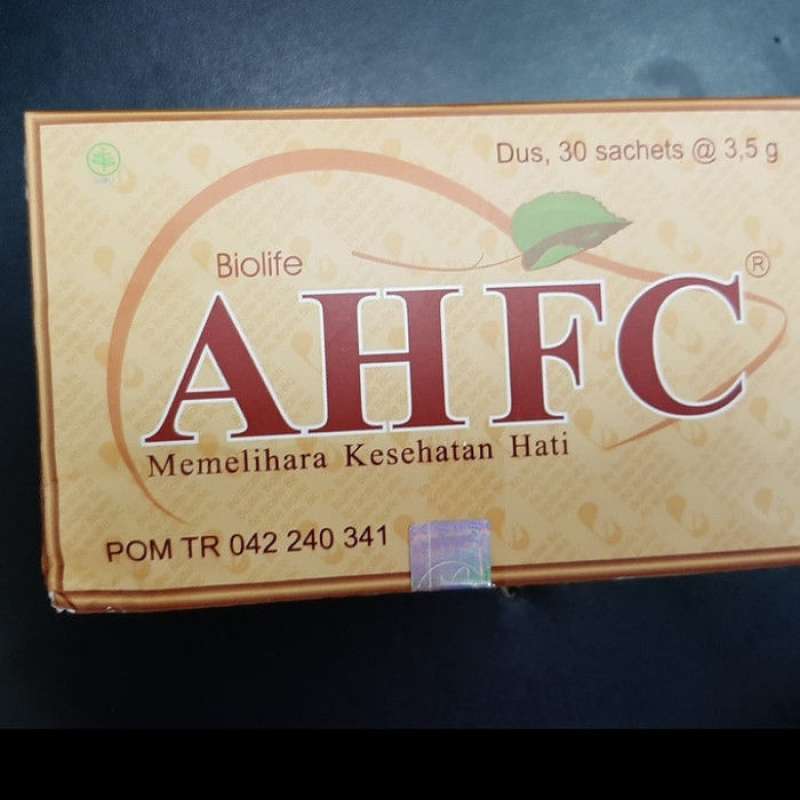 Dus, 30 sachets @ 3,5 g
Biolife
AHFC®
Memelihara Kesehatan Hati
POM TR 042 240 341